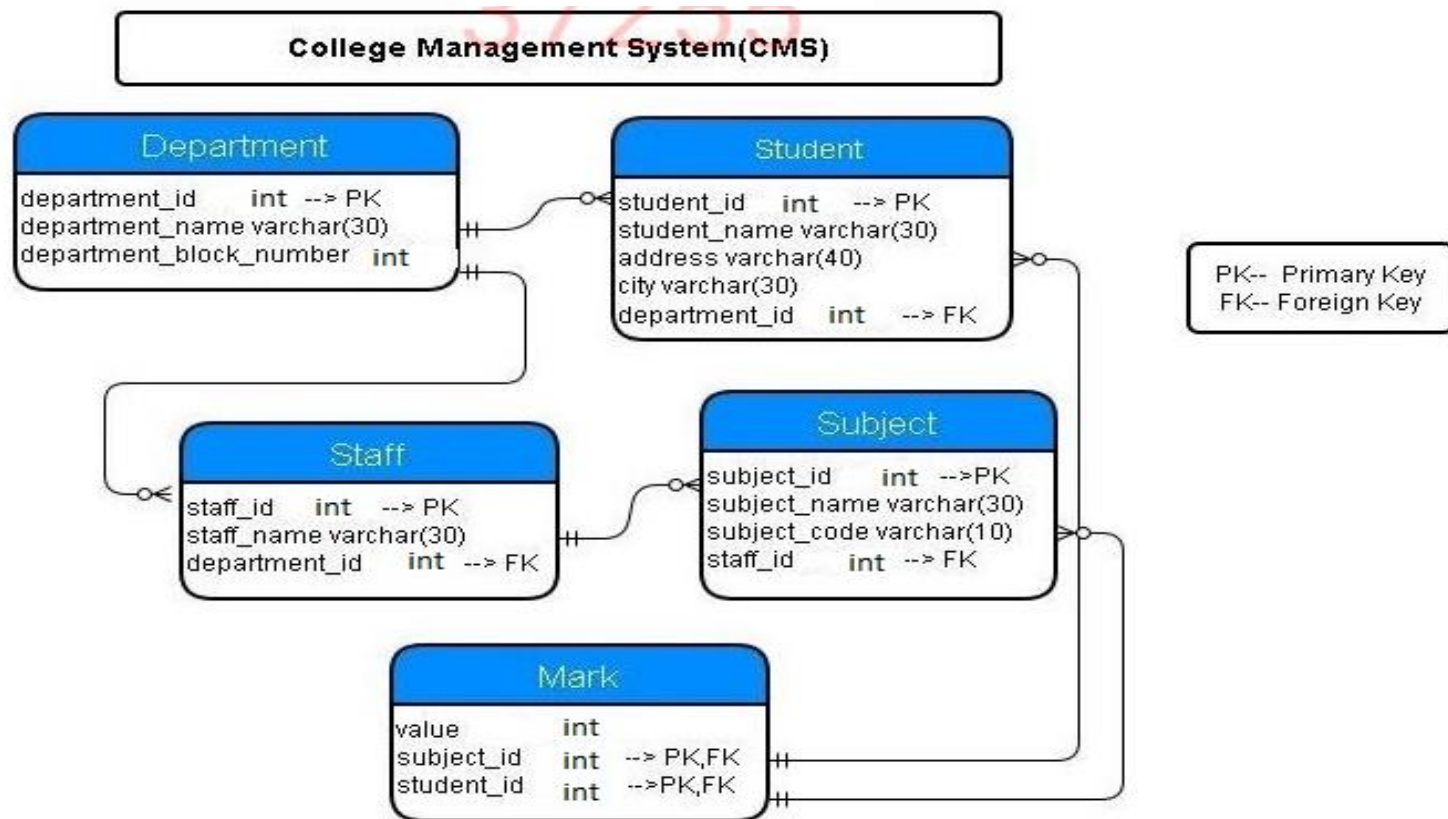 37253
College Management System(CMS)
Department
department_id int --> PK
department_name varchar(30)
department_block_number int
Student
student_id int --> PK
student_name varchar(30)
address varchar(40)
city varchar(30)
department_id int --> FK
PK-- Primary Key
FK-- Foreign Key
Staff
staff_id int --> PK
staff_name varchar(30)
department_id int --> FK
Subject
subject_id int -->PK
subject_name varchar(30)
subject_code varchar(10)
staff_id int --> FK
Mark
value int
subject_id int --> PK,FK
student_id int -->PK,FK